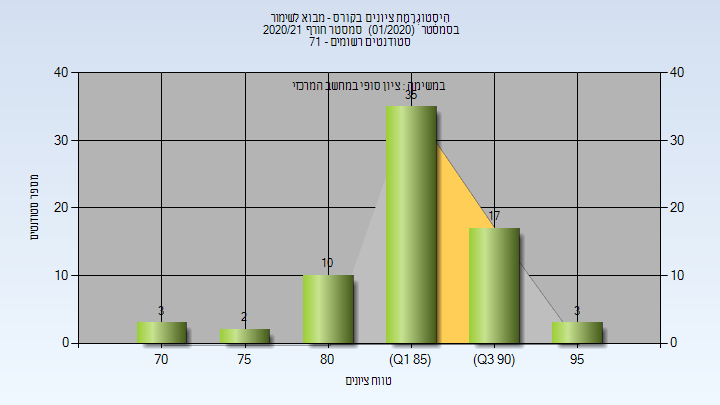 היסטוגרמת ציונים בקורס - מבוא לשימור
בסמסטר (01/2020) סמסטר חורף 2020/21
סטודנטים רשומים - 71
במשימה : ציון סופי במחשב המרכזי
מספר סטודנטים
40
30
20
10
0
40
30
20
10
0
3
2
10
35
17
3
70
75
80
(Q1 85)
(Q3 90)
95
טווח ציונים